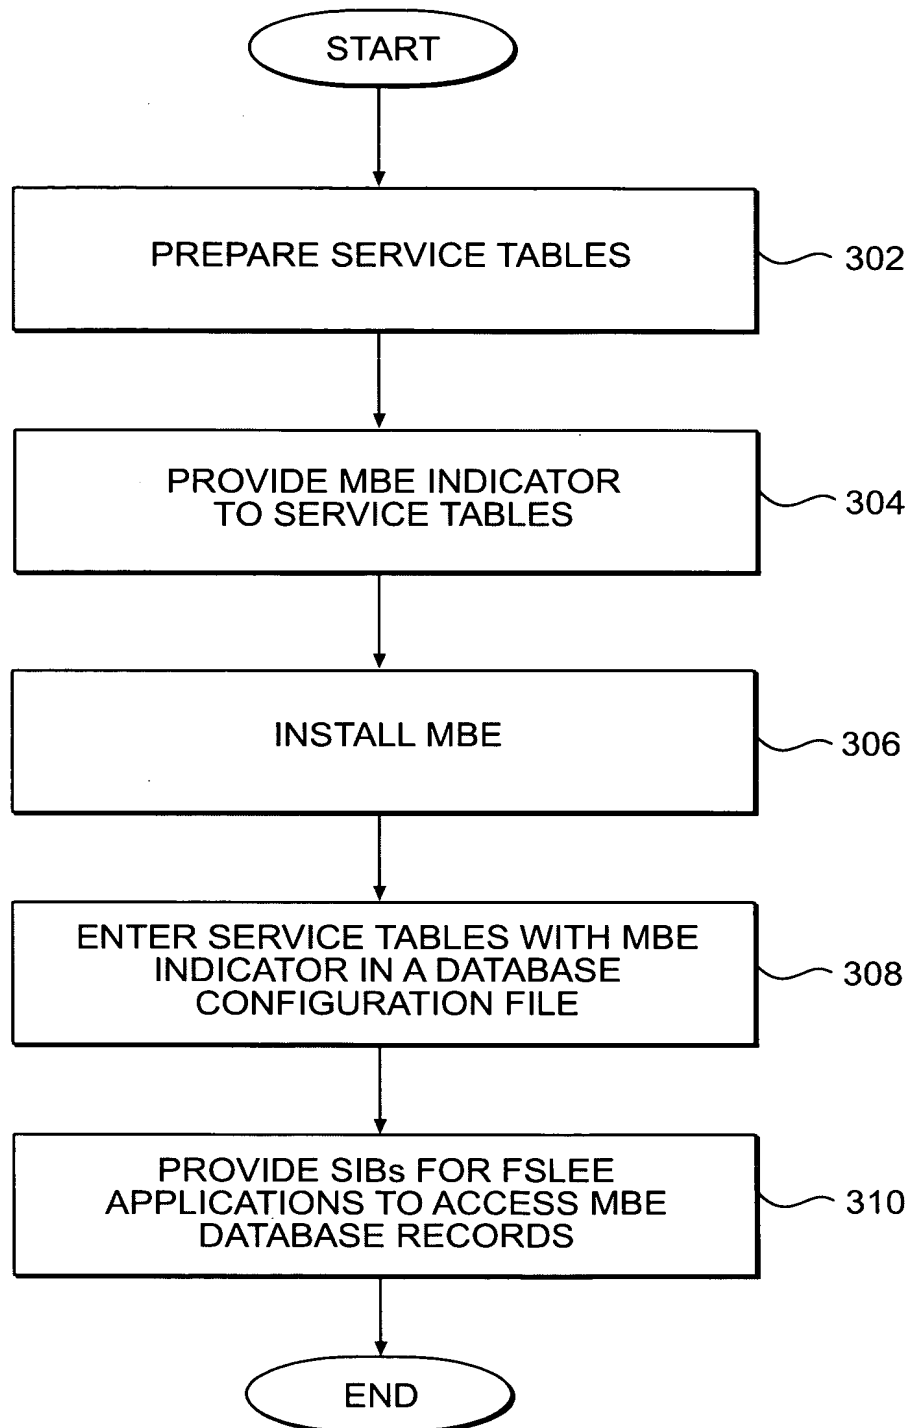 START
PREPARE SERVICE TABLES
302
PROVIDE MBE INDICATOR
TO SERVICE TABLES
304
INSTALL MBE
306
ENTER SERVICE TABLES WITH MBE
INDICATOR IN A DATABASE
CONFIGURATION FILE
308
PROVIDE SIBs FOR FSLEE
APPLICATIONS TO ACCESS MBE
DATABASE RECORDS
310
END